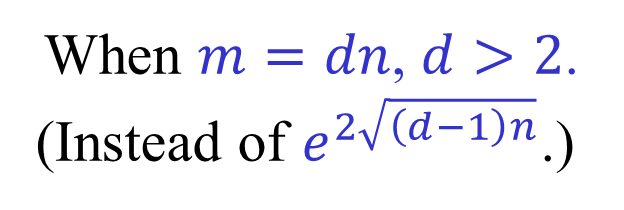 When m = dn, d > 2.
(Instead of e^{2√((d−1)n)}.)